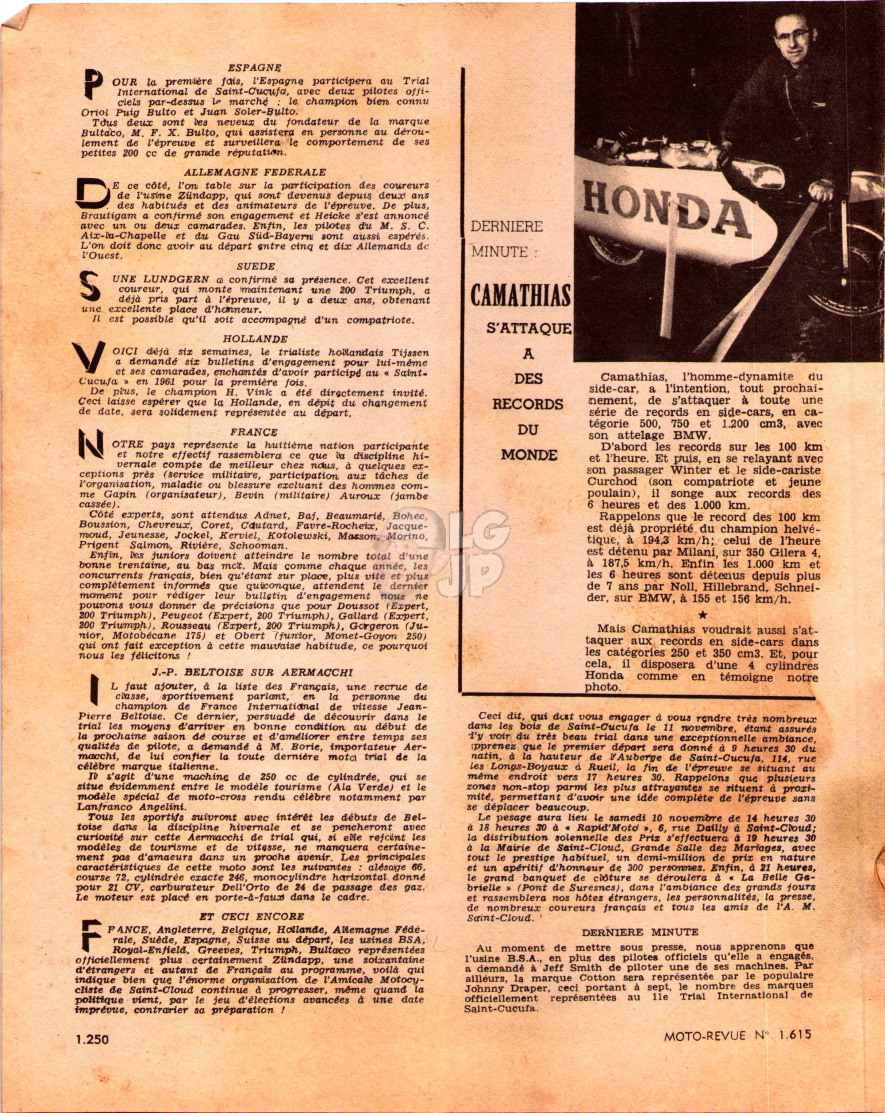 ESPAGNE
POUR la première fois, l'Espagne participera au Trial
International de Saint-Cucufa, avec deux pilotes offi-
ciels par-dessus le marché : le champion bien connu
Oriol Puig Bulto et Juan Soler-Bulto.
Tous deux sont les neveux du fondateur de la marque
Bultaco, M. F. X. Bulto, qui assistera en personne au dérou-
lement de l'épreuve et surveillera le comportement de ses
petites 200 cc de grande réputation.
ALLEMAGNE FEDERALE
DE ce côté, l'on table sur la participation des coureurs
de l'usine Zündapp, qui sont devenus depuis deux ans
des habitués et des animateurs de l'épreuve. De plus,
Brautigam a confirmé son engagement et Heicke s'est annoncé
avec un ou deux camarades. Enfin, les pilotes du M. S. C.
Aix-la-Chapelle et du Gau Süd-Bayern sont aussi espérés.
L'on doit donc avoir au départ entre cinq et dix Allemands de
l'Ouest.
SUEDE
SUNE LUNDGERN a confirmé sa présence. Cet excellent
coureur, qui monte maintenant une 200 Triumph, a
déjà pris part à l'épreuve, il y a deux ans, obtenant
une excellente place d'honneur.
Il est possible qu'il soit accompagné d'un compatriote.
HOLLANDE
VOICI déjà six semaines, le trialiste hollandais Tijssen
a demandé six bulletins d'engagement pour lui-même
et ses camarades, enchantés d'avoir participé au « Saint-
Cucufa » en 1961 pour la première fois.
De plus, le champion H. Vink a été directement invité.
Ceci laisse espérer que la Hollande, en dépit du changement
de date, sera solidement représentée au départ.
FRANCE
NOTRE pays représente la huitième nation participante
et notre effectif rassemblera ce que la discipline hi-
vernale compte de meilleur chez nous, à quelques ex-
ceptions près (service militaire, participation aux tâches de
l'organisation, maladie ou blessure excluant des hommes com-
me Gapin (organisateur), Bevin (militaire) Auroux (jambe
cassée).
Côté experts, sont attendus Adnet, Baj, Beaumarié, Bohec,
Boussion, Chevreux, Coret, Coutard, Favre-Rocheix, Jacque-
moud, Jeunesse, Jockel, Kerviel, Kotolewski, Masson, Morino,
Prigent Salmon, Rivière, Schooman.
Enfin, les juniors doivent atteindre le nombre total d'une
bonne trentaine, au bas mot. Mais comme chaque année, les
concurrents français, bien qu'étant sur place, plus vite et plus
complètement informés que quiconque, attendent le dernier
moment pour rédiger leur bulletin d'engagement nous ne
pouvons vous donner de précisions que pour Doussot (Expert,
200 Triumph), Peugeot (Expert, 200 Triumph), Gallard (Expert,
200 Triumph), Rousseau (Expert, 200 Triumph), Gorgeron (Ju-
nior, Motobécane 175) et Obert (junior, Monet-Goyon 250)
qui ont fait exception à cette mauvaise habitude, ce pourquoi
nous les félicitons !
J.-P. BELTOISE SUR AERMACCHI
IL faut ajouter, à la liste des Français, une recrue de
classe, sportivement parlant, en la personne du
champion de France International de vitesse Jean-
Pierre Beltoise. Ce dernier, persuadé de découvrir dans le
trial les moyens d'arriver en bonne condition au début de
la prochaine saison de course et d'améliorer entre temps ses
qualités de pilote, a demandé à M. Borie, importateur Aer-
macchi, de lui confier la toute dernière moto trial de la
célèbre marque italienne.
Il s'agit d'une machine de 250 cc de cylindrée, qui se
situe évidemment entre le modèle tourisme (Ala Verde) et le
modèle spécial de moto-cross rendu célèbre notamment par
Lanfranco Angelini.
Tous les sportifs suivront avec intérêt les débuts de Bel-
toise dans la discipline hivernale et se pencheront avec
curiosité sur cette Aermacchi de trial qui, si elle rejoint les
modèles de tourisme et de vitesse, ne manquera certaine-
ment pas d'amateurs dans un proche avenir. Les principales
caractéristiques de cette moto sont les suivantes : alésage 66,
course 72, cylindrée exacte 246, monocylindre horizontal donné
pour 21 CV, carburateur Dell'Orto de 24 de passage des gaz.
Le moteur est placé en porte-à-faux dans le cadre.
ET CECI ENCORE
FRANCE, Angleterre, Belgique, Hollande, Allemagne Fédé-
rale, Suède, Espagne, Suisse au départ, les usines BSA,
Royal-Enfield, Greeves, Triumph, Bultaco représentées
officiellement plus certainement Zündapp, une soixantaine
d'étrangers et autant de Français au programme, voilà qui
indique bien que l'énorme organisation de l'Amicale Motocy-
cliste de Saint-Cloud continue à progresser, même quand la
politique vient, par le jeu d'élections avancées à une date
imprévue, contrarier sa préparation !
1.250
HONDA
DERNIERE
MINUTE :
CAMATHIAS
S'ATTAQUE
A
DES
RECORDS
DU
MONDE
Camathias, l'homme-dynamite du
side-car, a l'intention, tout prochai-
nement, de s'attaquer à toute une
série de records en side-cars, en ca-
tégorie 500, 750 et 1.200 cm3, avec
son attelage BMW.
D'abord les records sur les 100 km
et l'heure. Et puis, en se relayant avec
son passager Winter et le side-cariste
Curchod (son compatriote et jeune
poulain), il songe aux records des
6 heures et des 1.000 km.
Rappelons que le record des 100 km
est déjà propriété du champion helvé-
tique, à 194,3 km/h; celui de l'heure
est détenu par Milani, sur 350 Gilera 4,
à 187,5 km/h. Enfin les 1.000 km et
les 6 heures sont détenus depuis plus
de 7 ans par Noll, Hillebrand, Schnei-
der, sur BMW, à 155 et 156 km/h.
★
Mais Camathias voudrait aussi s'at-
taquer aux records en side-cars dans
les catégories 250 et 350 cm3. Et, pour
cela, il disposera d'une 4 cylindres
Honda comme en témoigne notre
photo.
Ceci dit, qui doit vous engager à vous rendre très nombreux
dans les bois de Saint-Cucufa le 11 novembre, étant assurés
d'y voir du très beau trial dans une exceptionnelle ambiance,
apprenez que le premier départ sera donné à 9 heures 30 du
matin, à la hauteur de l'Auberge de Saint-Cucufa, 114, rue
les Longs-Boyaux à Rueil, la fin de l'épreuve se situant au
même endroit vers 17 heures 30. Rappelons que plusieurs
zones non-stop parmi les plus attrayantes se situent à proxi-
mité, permettant d'avoir une idée complète de l'épreuve sans
se déplacer beaucoup.
Le pesage aura lieu le samedi 10 novembre de 14 heures 30
à 18 heures 30 à « Rapid'Moto », 6, rue Dailly à Saint-Cloud;
la distribution solennelle des Prix s'effectuera à 19 heures 30
à la Mairie de Saint-Cloud, Grande Salle des Mariages, avec
tout le prestige habituel, un demi-million de prix en nature
et un apéritif d'honneur de 300 personnes. Enfin, à 21 heures,
le grand banquet de clôture se déroulera à « La Belle Ga-
brielle » (Pont de Suresnes), dans l'ambiance des grands jours
et rassemblera nos hôtes étrangers, les personnalités, la presse,
de nombreux coureurs français et tous les amis de l'A. M.
Saint-Cloud.
DERNIERE MINUTE
Au moment de mettre sous presse, nous apprenons que
l'usine B.S.A., en plus des pilotes officiels qu'elle a engagés,
a demandé à Jeff Smith de piloter une de ses machines. Par
ailleurs, la marque Cotton sera représentée par le populaire
Johnny Draper, ceci portant à sept, le nombre des marques
officiellement représentées au 11e Trial International de
Saint-Cucufa.
MOTO-REVUE N° 1.615